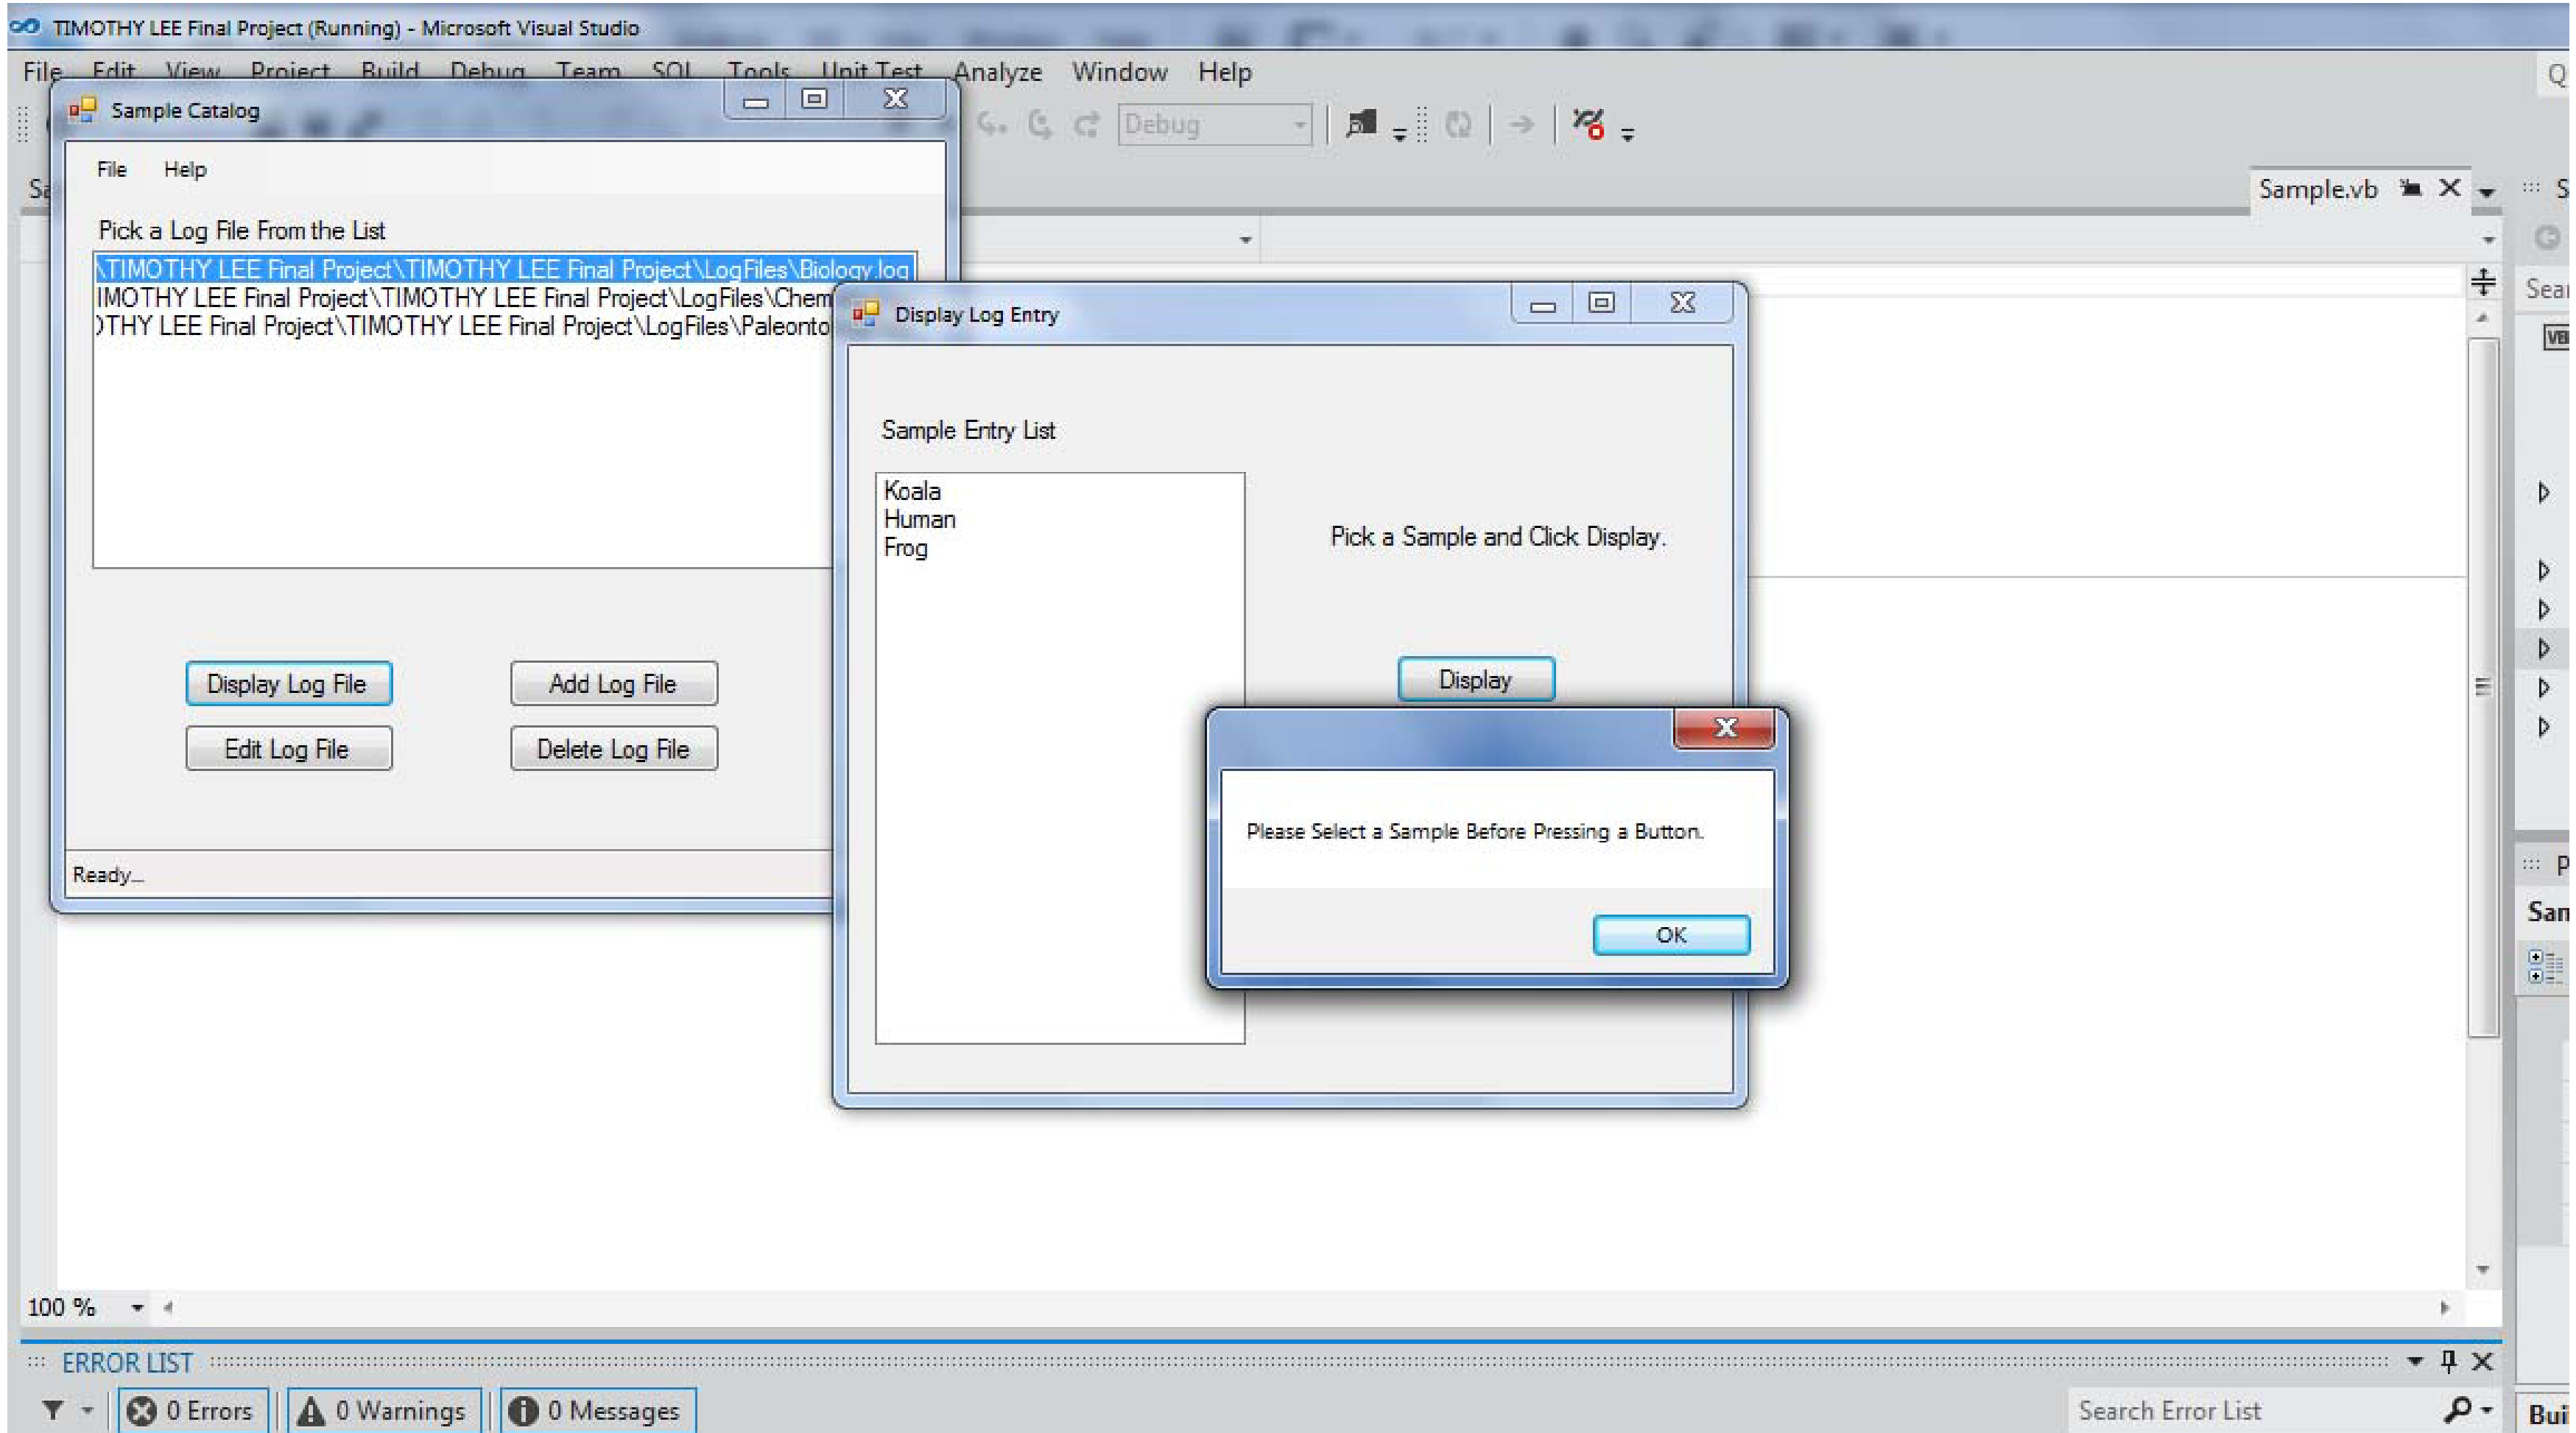 TIMOTHY LEE Final Project (Running) - Microsoft Visual Studio
File Edit View Project Build Debug Team SQL Tools Unit Test Analyze Window Help
Debug
Sample.vb
Sample Catalog
File Help
Pick a Log File From the List
\TIMOTHY LEE Final Project\TIMOTHY LEE Final Project\LogFiles\Biology.log
IMOTHY LEE Final Project\TIMOTHY LEE Final Project\LogFiles\Chem
OTHY LEE Final Project\TIMOTHY LEE Final Project\LogFiles\Paleonto
Display Log File
Add Log File
Edit Log File
Delete Log File
Ready...
Display Log Entry
Sample Entry List
Koala
Human
Frog
Pick a Sample and Click Display.
Display
Please Select a Sample Before Pressing a Button.
OK
100 %
ERROR LIST
0 Errors
0 Warnings
0 Messages
Search Error List